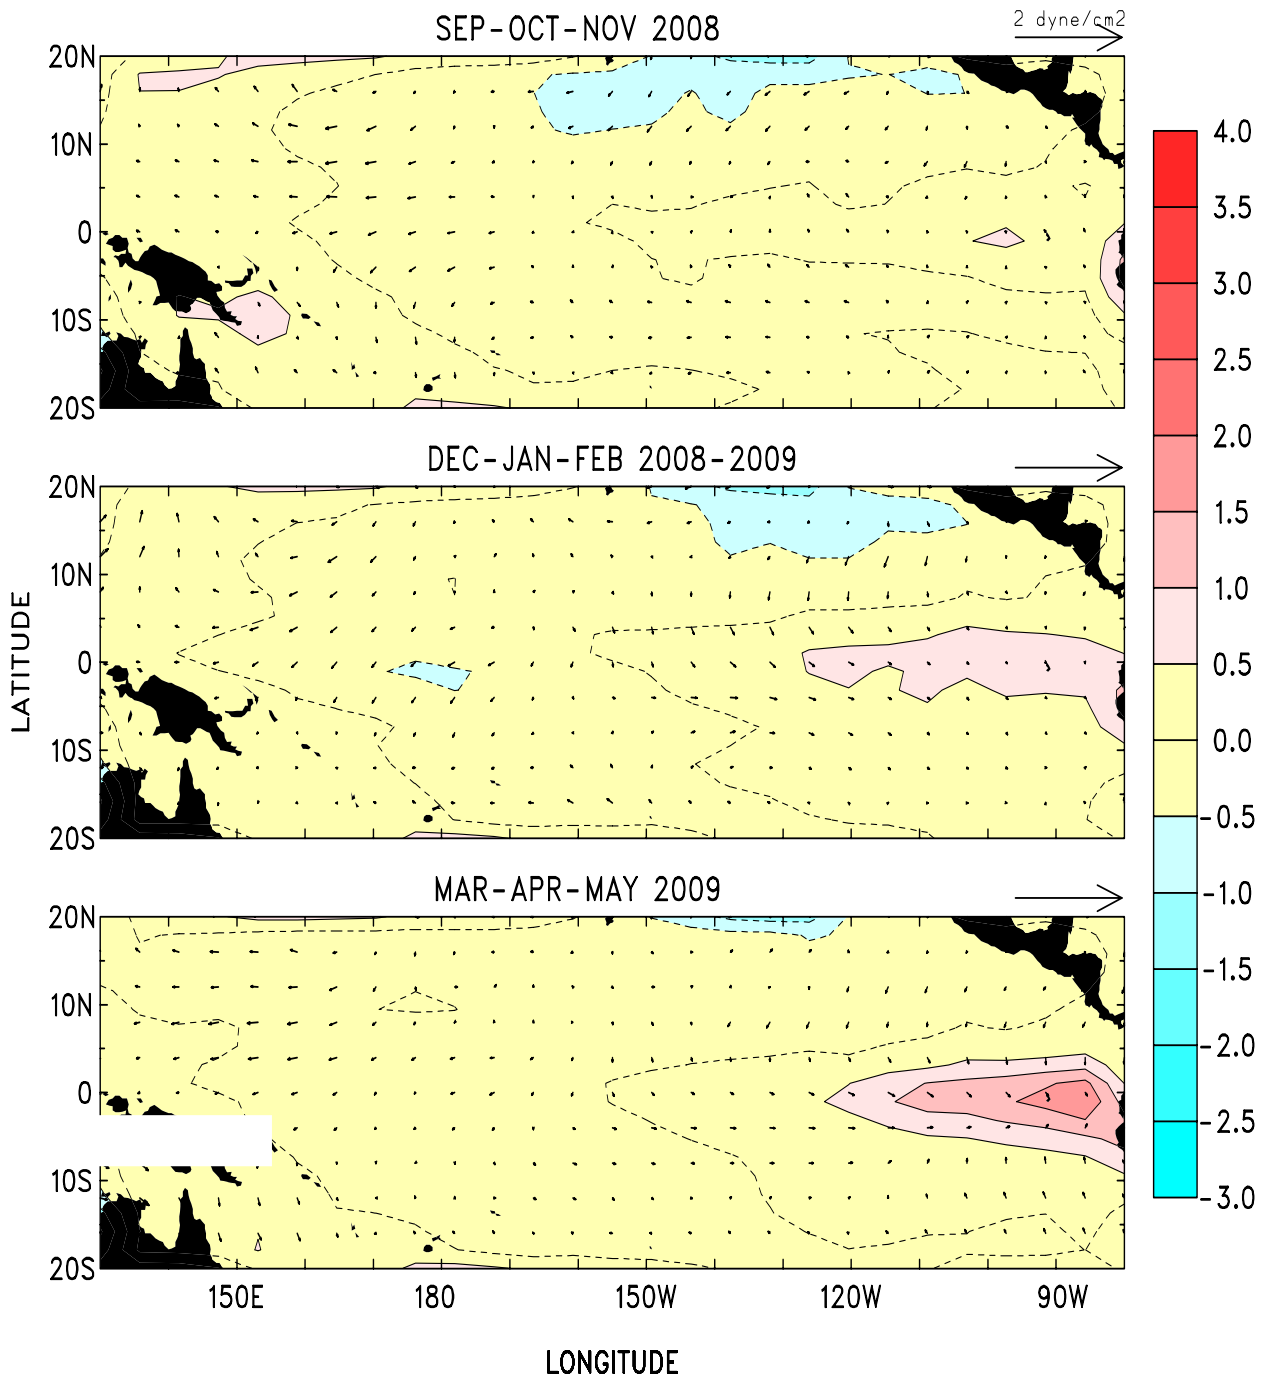 SEP-OCT-NOV 2008
2 dyne/cm2
20N
10N
0
10S
20S
DEC-JAN-FEB 2008-2009
20N
10N
0
10S
20S
LATITUDE
MAR-APR-MAY 2009
20N
10N
0
10S
20S
150E
180
150W
120W
90W
LONGITUDE
4.0
3.5
3.0
2.5
2.0
1.5
1.0
0.5
0.0
-0.5
-1.0
-1.5
-2.0
-2.5
-3.0